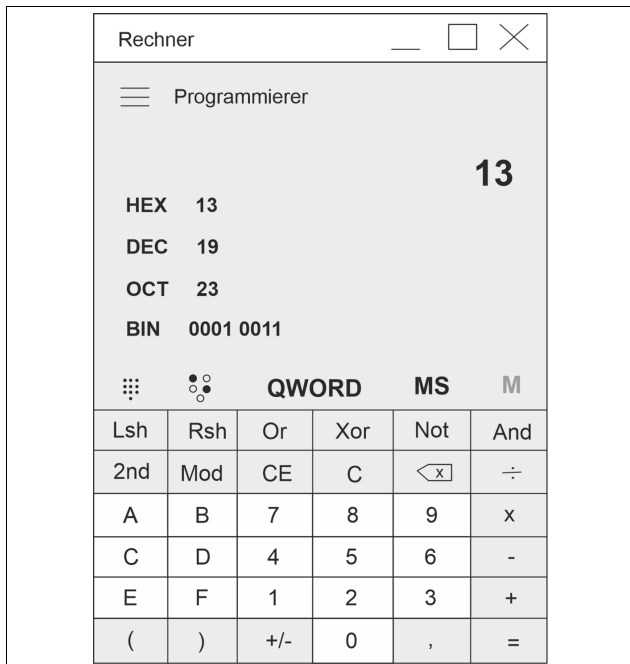 Rechner
Programmierer
13
HEX 13
DEC 19
OCT 23
BIN 0001 0011
QWORD MS M
Lsh Rsh Or Xor Not And
2nd Mod CE C x ÷
A B 7 8 9 x
C D 4 5 6 -
E F 1 2 3 +
( ) +/- 0 , =